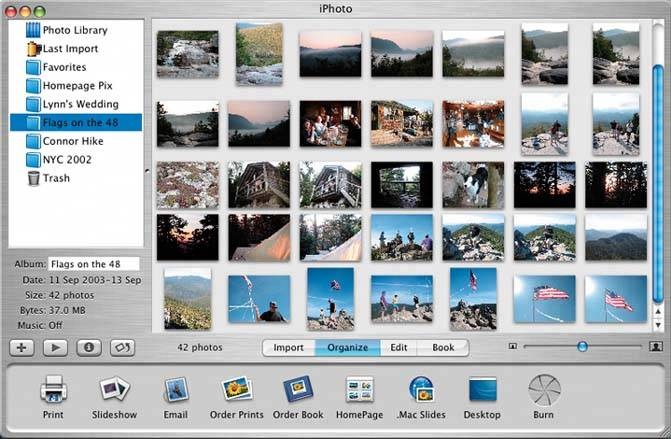 iPhoto
Photo Library
Last Import
Favorites
Homepage Pix
Lynn's Wedding
Flags on the 48
Connor Hike
NYC 2002
Trash
Album: Flags on the 48
Date: 11 Sep 2003-13 Sep
Size: 42 photos
Bytes: 37.0 MB
Music: Off
42 photos
Import Organize Edit Book
Print Slideshow Email Order Prints Order Book HomePage .Mac Slides Desktop Burn